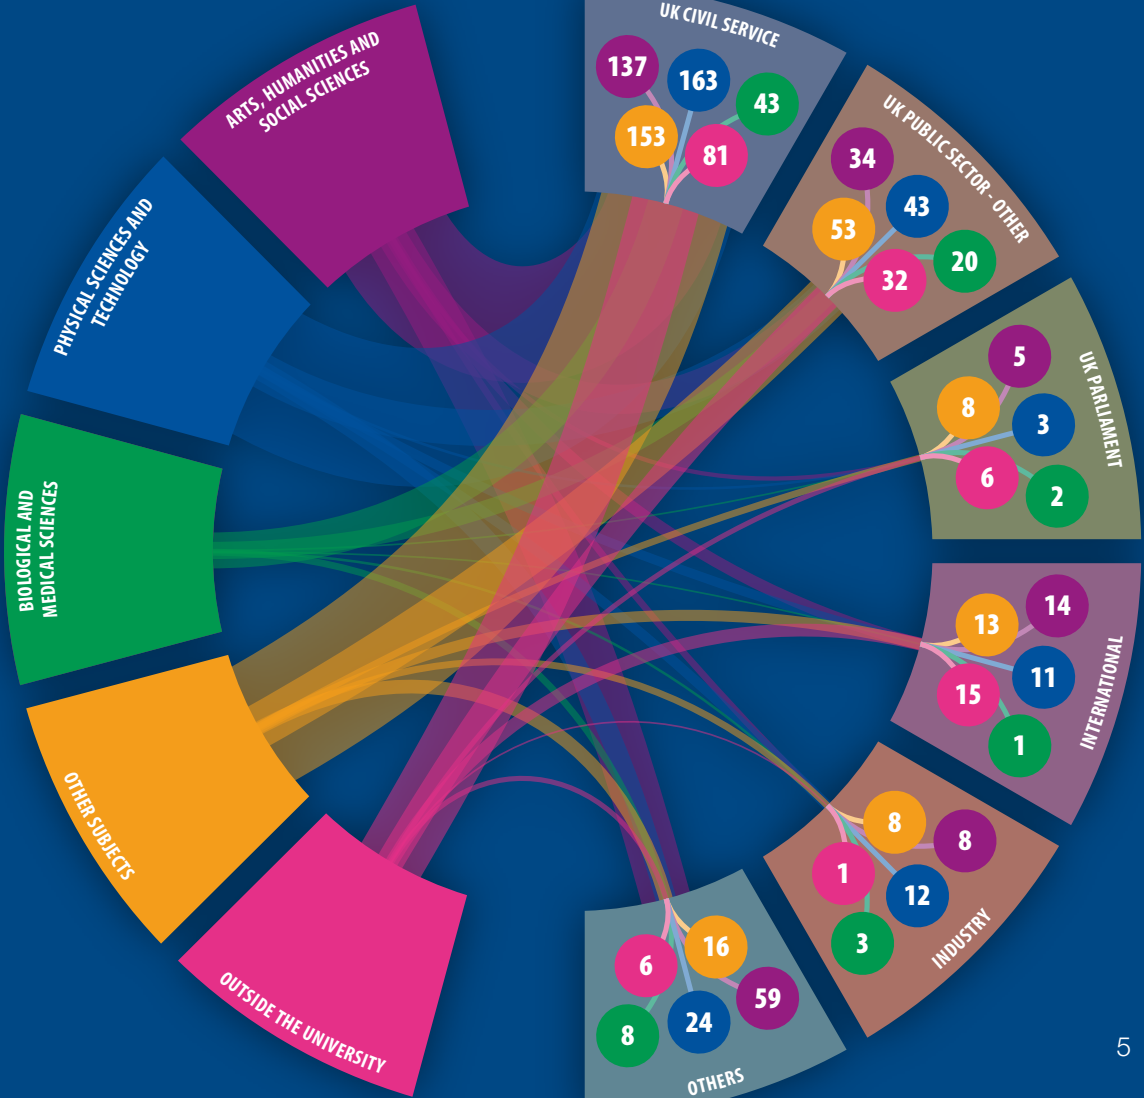 ARTS, HUMANITIES AND
SOCIAL SCIENCES
PHYSICAL SCIENCES AND
TECHNOLOGY
BIOLOGICAL AND
MEDICAL SCIENCES
OTHER SUBJECTS
OUTSIDE THE UNIVERSITY
UK CIVIL SERVICE
137
163
43
153
81
UK PUBLIC SECTOR - OTHER
34
43
53
20
32
UK PARLIAMENT
5
8
3
6
2
INTERNATIONAL
14
13
11
15
1
INDUSTRY
8
8
1
12
3
OTHERS
16
6
59
24
8
5